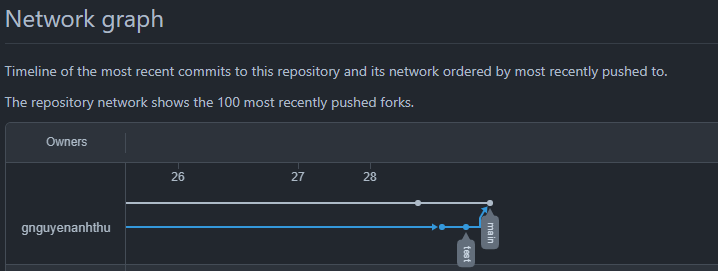 Network graph
Timeline of the most recent commits to this repository and its network ordered by most recently pushed to.
The repository network shows the 100 most recently pushed forks.
Owners
26 27 28
gnguyenanhthu
main
test